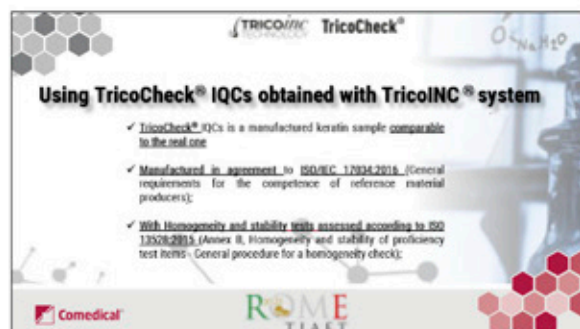 TRICOinc TECHNOLOGY TricoCheck®
Using TricoCheck® IQCs obtained with TricoINC® system
✓ TricoCheck® IQCs is a manufactured keratin sample comparable
to the real one
✓ Manufactured in agreement to ISO/IEC 17034:2016 (General
requirements for the competence of reference material
producers);
✓ With Homogeneity and stability tests assessed according to ISO
13528:2015 (Annex B, Homogeneity and stability of proficiency
test items - General procedure for a homogeneity check);
Comedical®
ROME
TIAFT